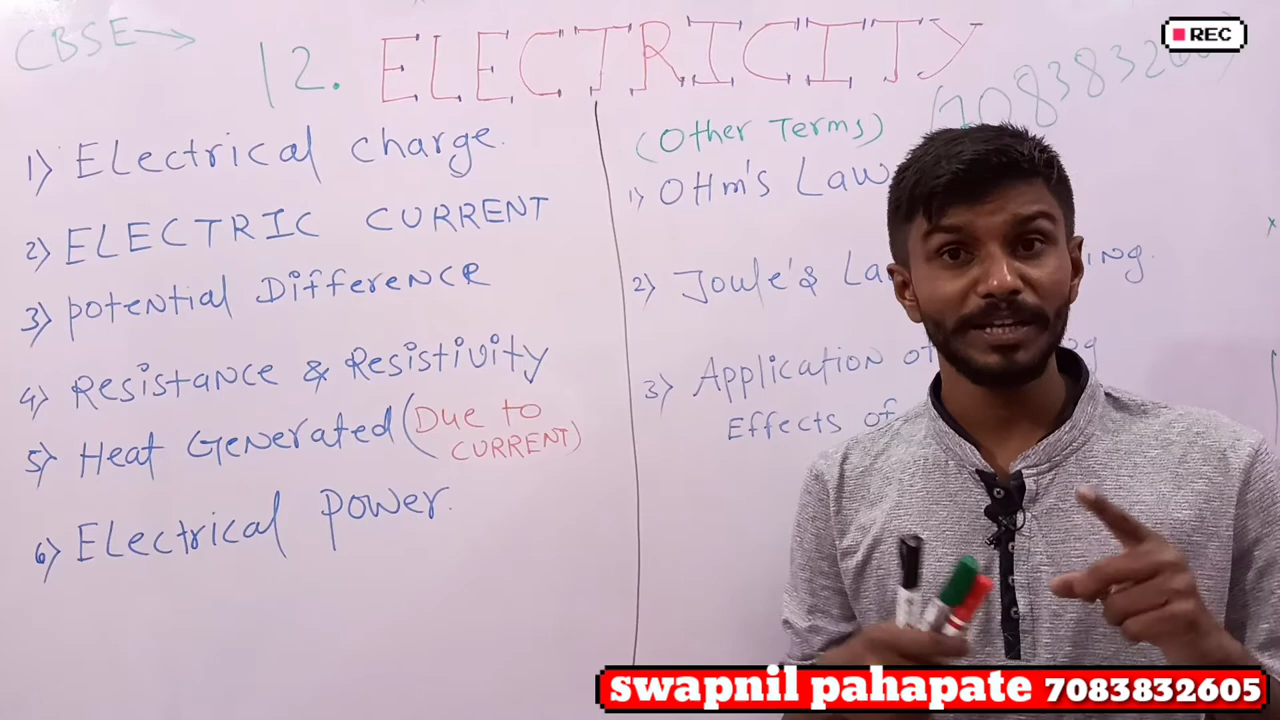 CBSE →
12. ELECTRICITY
REC
1) Electrical charge.
2) ELECTRIC CURRENT
3) potential Difference
4) Resistance & Resistivity
5) Heat Generated (Due to
CURRENT)
6) Electrical power.
(Other Terms)
1) OHm's Law
2) Joule's
3) Application of
Effects of
swapnil pahapate 7083832605